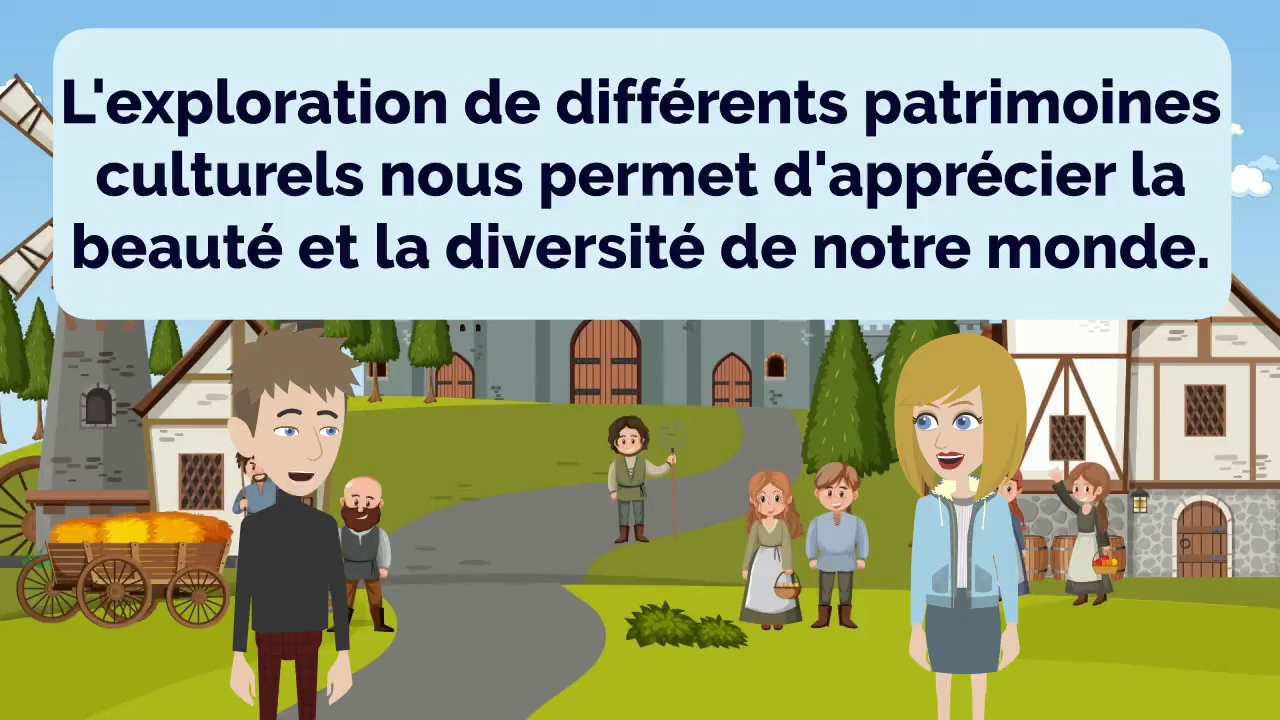 L'exploration de différents patrimoines
culturels nous permet d'apprécier la
beauté et la diversité de notre monde.